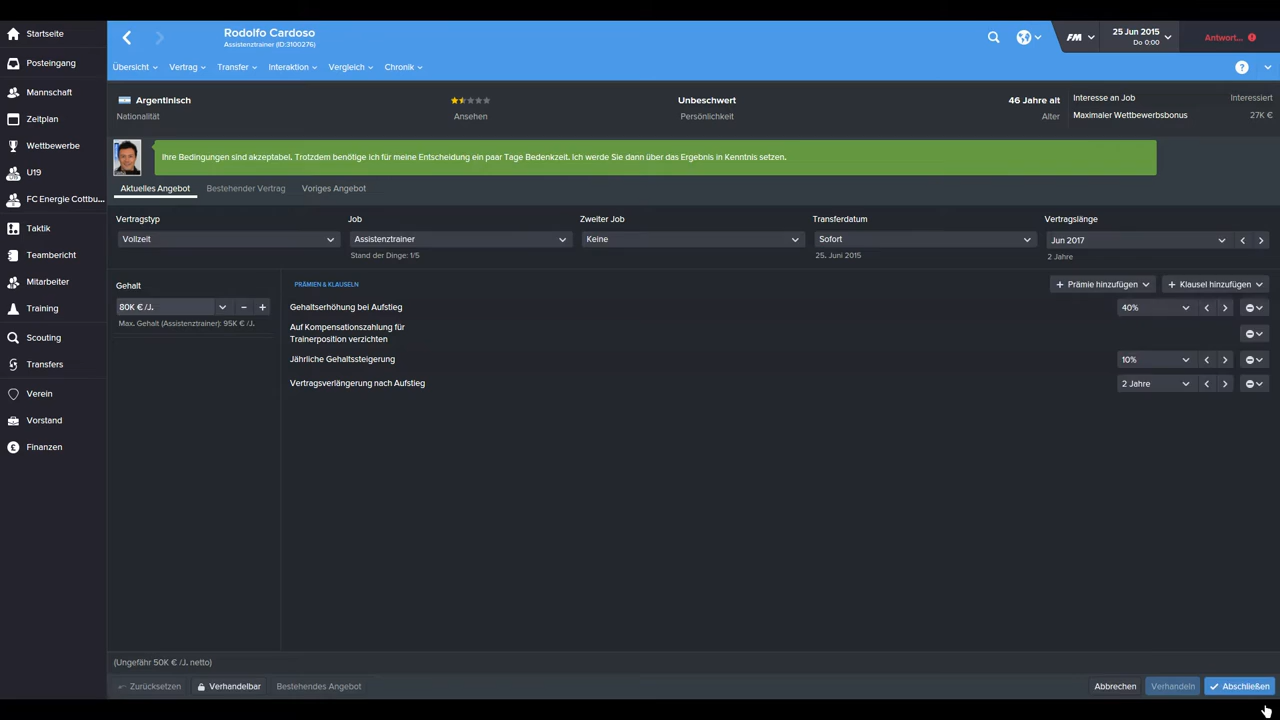 Startseite
Posteingang
Mannschaft
Zeitplan
Wettbewerbe
U19
FC Energie Cottbu...
Taktik
Teambericht
Mitarbeiter
Training
Scouting
Transfers
Verein
Vorstand
Finanzen
Rodolfo Cardoso
Assistenztrainer (ID:3100276)
FM
25 Jun 2015
Do 0:00
Antwort...
Übersicht Vertrag Transfer Interaktion Vergleich Chronik
Argentinisch
Nationalität
Ansehen
Unbeschwert
Persönlichkeit
46 Jahre alt
Alter
Interesse an Job Interessiert
Maximaler Wettbewerbsbonus 27K €
Ihre Bedingungen sind akzeptabel. Trotzdem benötige ich für meine Entscheidung ein paar Tage Bedenkzeit. Ich werde Sie dann über das Ergebnis in Kenntnis setzen.
Aktuelles Angebot Bestehender Vertrag Voriges Angebot
Vertragstyp Job Zweiter Job Transferdatum Vertragslänge
Vollzeit Assistenztrainer Keine Sofort Jun 2017
Stand der Dinge: 1/5 25. Juni 2015 2 Jahre
Gehalt
80K € /J.
Max. Gehalt (Assistenztrainer): 95K € /J.
PRÄMIEN & KLAUSELN
Prämie hinzufügen Klausel hinzufügen
Gehaltserhöhung bei Aufstieg 40%
Auf Kompensationszahlung für
Trainerposition verzichten
Jährliche Gehaltssteigerung 10%
Vertragsverlängerung nach Aufstieg 2 Jahre
(Ungefähr 50K € /J. netto)
Zurücksetzen Verhandelbar Bestehendes Angebot Abbrechen Verhandeln Abschließen